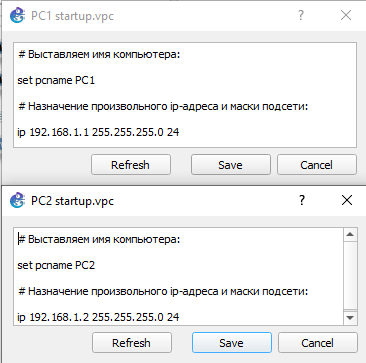 PC1 startup.vpc
# Выставляем имя компьютера:
set pcname PC1
# Назначение произвольного ip-адреса и маски подсети:
ip 192.168.1.1 255.255.255.0 24
Refresh Save Cancel
PC2 startup.vpc
# Выставляем имя компьютера:
set pcname PC2
# Назначение произвольного ip-адреса и маски подсети:
ip 192.168.1.2 255.255.255.0 24
Refresh Save Cancel